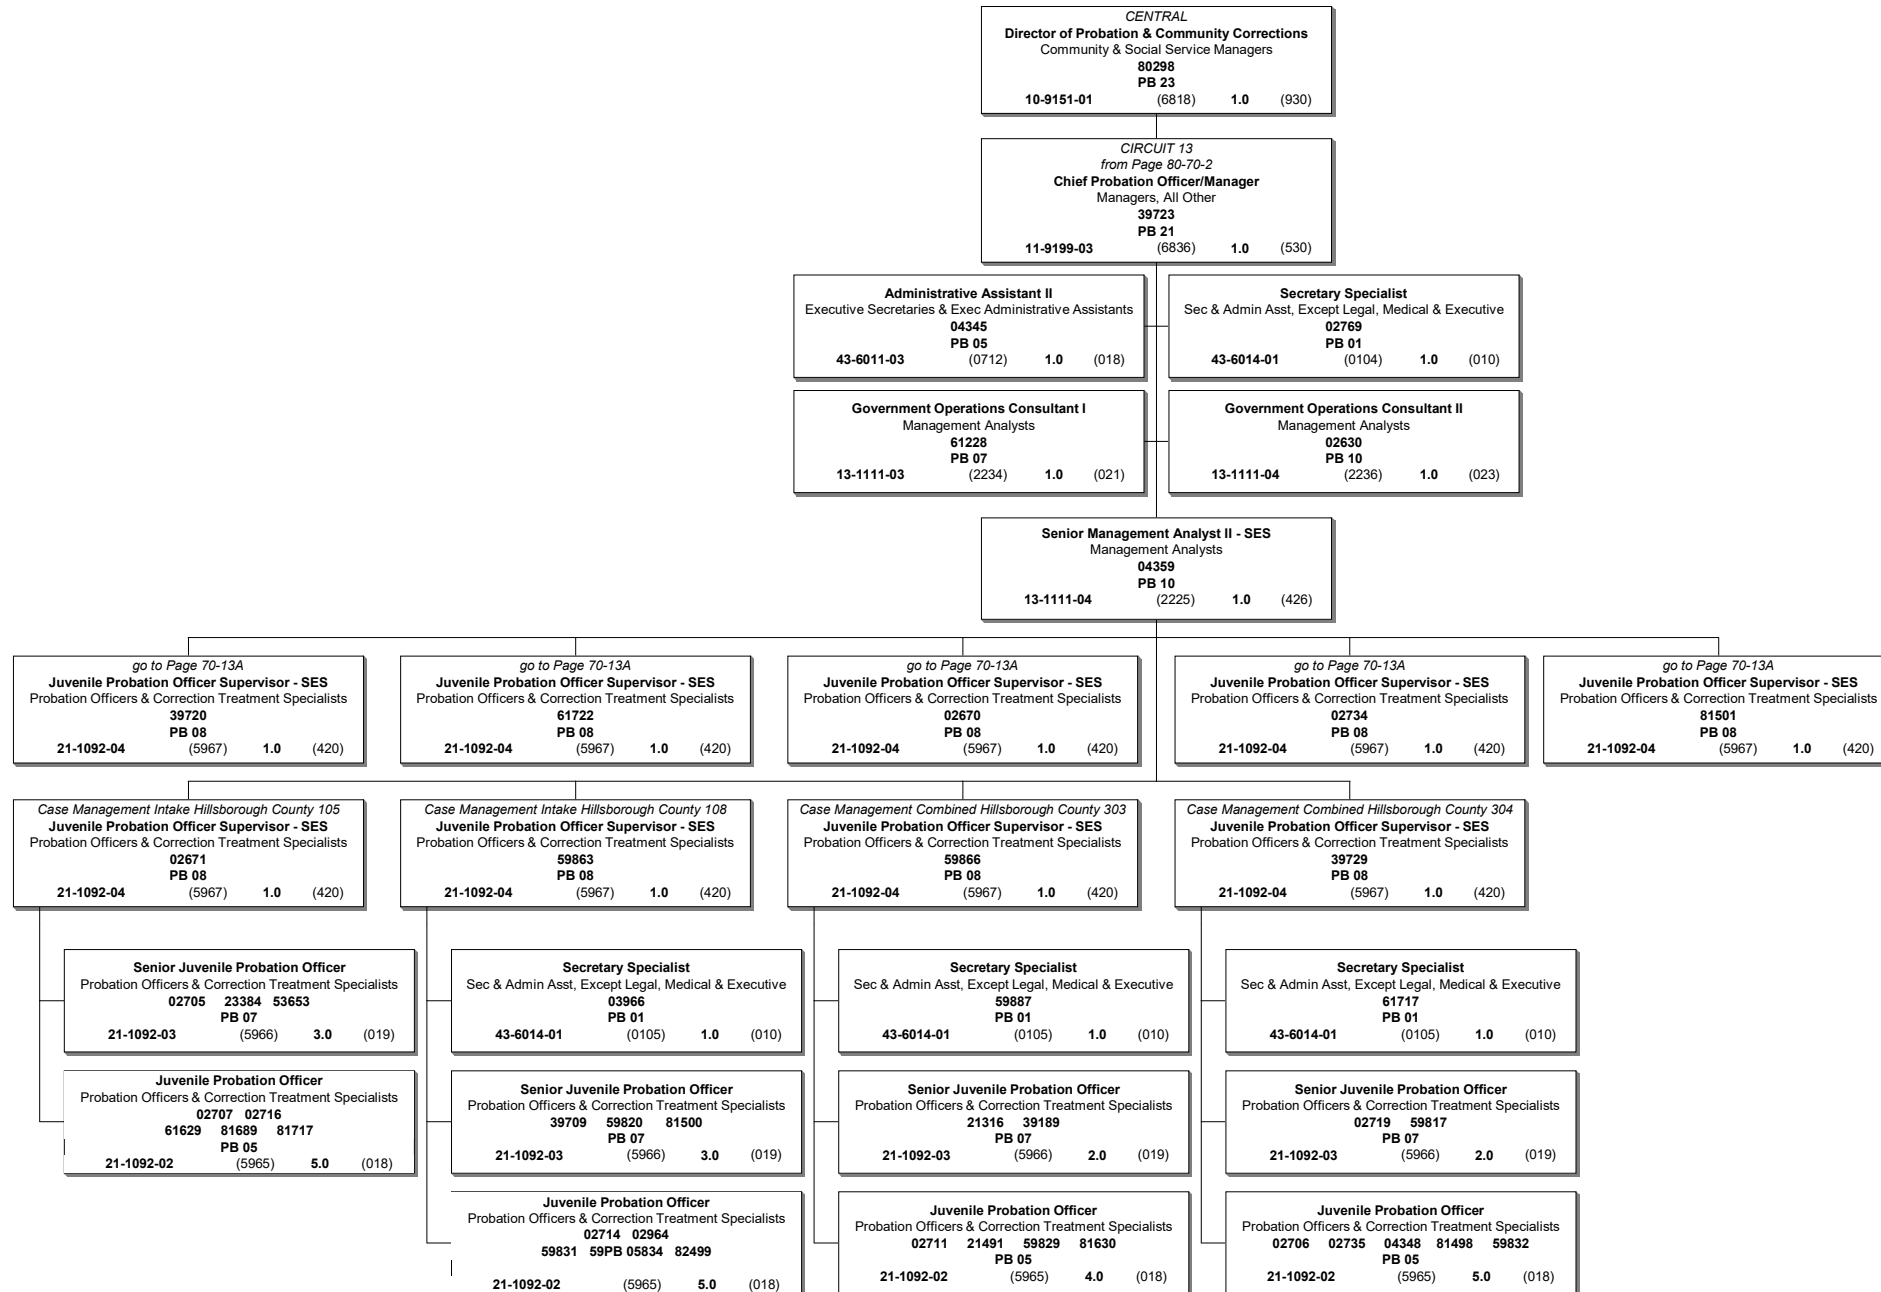 CENTRAL
Director of Probation & Community Corrections
Community & Social Service Managers
80298
PB 23
10-9151-01 (6818) 1.0 (930)
CIRCUIT 13
from Page 80-70-2
Chief Probation Officer/Manager
Managers, All Other
39723
PB 21
11-9199-03 (6836) 1.0 (530)
Administrative Assistant II
Executive Secretaries & Exec Administrative Assistants
04345
PB 05
43-6011-03 (0712) 1.0 (018)
Secretary Specialist
Sec & Admin Asst, Except Legal, Medical & Executive
02769
PB 01
43-6014-01 (0104) 1.0 (010)
Government Operations Consultant I
Management Analysts
61228
PB 07
13-1111-03 (2234) 1.0 (021)
Government Operations Consultant II
Management Analysts
02630
PB 10
13-1111-04 (2236) 1.0 (023)
Senior Management Analyst II - SES
Management Analysts
04359
PB 10
13-1111-04 (2225) 1.0 (426)
go to Page 70-13A
Juvenile Probation Officer Supervisor - SES
Probation Officers & Correction Treatment Specialists
39720
PB 08
21-1092-04 (5967) 1.0 (420)
go to Page 70-13A
Juvenile Probation Officer Supervisor - SES
Probation Officers & Correction Treatment Specialists
61722
PB 08
21-1092-04 (5967) 1.0 (420)
go to Page 70-13A
Juvenile Probation Officer Supervisor - SES
Probation Officers & Correction Treatment Specialists
02670
PB 08
21-1092-04 (5967) 1.0 (420)
go to Page 70-13A
Juvenile Probation Officer Supervisor - SES
Probation Officers & Correction Treatment Specialists
02734
PB 08
21-1092-04 (5967) 1.0 (420)
go to Page 70-13A
Juvenile Probation Officer Supervisor - SES
Probation Officers & Correction Treatment Specialists
81501
PB 08
21-1092-04 (5967) 1.0 (420)
Case Management Intake Hillsborough County 105
Juvenile Probation Officer Supervisor - SES
Probation Officers & Correction Treatment Specialists
02671
PB 08
21-1092-04 (5967) 1.0 (420)
Case Management Intake Hillsborough County 108
Juvenile Probation Officer Supervisor - SES
Probation Officers & Correction Treatment Specialists
59863
PB 08
21-1092-04 (5967) 1.0 (420)
Case Management Combined Hillsborough County 303
Juvenile Probation Officer Supervisor - SES
Probation Officers & Correction Treatment Specialists
59866
PB 08
21-1092-04 (5967) 1.0 (420)
Case Management Combined Hillsborough County 304
Juvenile Probation Officer Supervisor - SES
Probation Officers & Correction Treatment Specialists
39729
PB 08
21-1092-04 (5967) 1.0 (420)
Senior Juvenile Probation Officer
Probation Officers & Correction Treatment Specialists
02705 23384 53653
PB 07
21-1092-03 (5966) 3.0 (019)
Secretary Specialist
Sec & Admin Asst, Except Legal, Medical & Executive
03966
PB 01
43-6014-01 (0105) 1.0 (010)
Secretary Specialist
Sec & Admin Asst, Except Legal, Medical & Executive
59887
PB 01
43-6014-01 (0105) 1.0 (010)
Secretary Specialist
Sec & Admin Asst, Except Legal, Medical & Executive
61717
PB 01
43-6014-01 (0105) 1.0 (010)
Juvenile Probation Officer
Probation Officers & Correction Treatment Specialists
02707 02716
61629 81689 81717
PB 05
21-1092-02 (5965) 5.0 (018)
Senior Juvenile Probation Officer
Probation Officers & Correction Treatment Specialists
39709 59820 81500
PB 07
21-1092-03 (5966) 3.0 (019)
Senior Juvenile Probation Officer
Probation Officers & Correction Treatment Specialists
21316 39189
PB 07
21-1092-03 (5966) 2.0 (019)
Senior Juvenile Probation Officer
Probation Officers & Correction Treatment Specialists
02719 59817
PB 07
21-1092-03 (5966) 2.0 (019)
Juvenile Probation Officer
Probation Officers & Correction Treatment Specialists
02714 02964
59831 59PB 05834 82499
21-1092-02 (5965) 5.0 (018)
Juvenile Probation Officer
Probation Officers & Correction Treatment Specialists
02711 21491 59829 81630
PB 05
21-1092-02 (5965) 4.0 (018)
Juvenile Probation Officer
Probation Officers & Correction Treatment Specialists
02706 02735 04348 81498 59832
PB 05
21-1092-02 (5965) 5.0 (018)